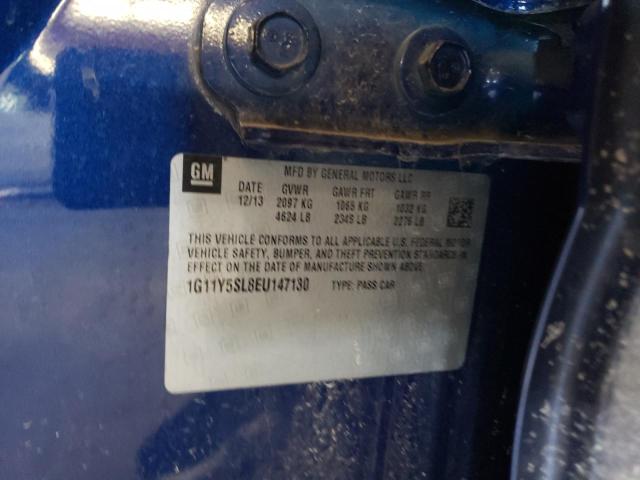 GM
MFD BY GENERAL MOTORS LLC
DATE GVWR GAWR FRT GAWR RR
12/13 2097 KG 1065 KG 1032 KG
4624 LB 2348 LB 2276 LB
THIS VEHICLE CONFORMS TO ALL APPLICABLE U.S. FEDERAL MOTOR
VEHICLE SAFETY, BUMPER, AND THEFT PREVENTION STANDARDS IN
EFFECT ON THE DATE OF MANUFACTURE SHOWN ABOVE.
1G11Y5SL8EU147130 TYPE: PASS CAR